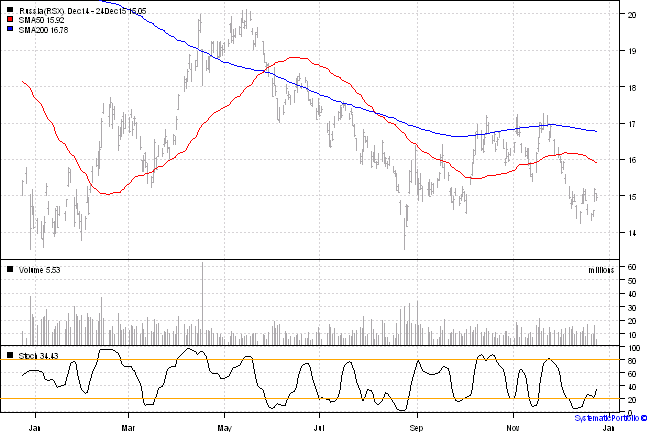 Russia(RSX) Dec14 - 24Dec15 15.05
SMA50 15.92
SMA200 16.78
20
19
18
17
16
15
14
Volume 5.53
millions
60
50
40
30
20
10
Stoch 34.43
100
80
60
40
20
0
Jan
Mar
May
Jul
Sep
Nov
Jan
SystematicPortfolio ©